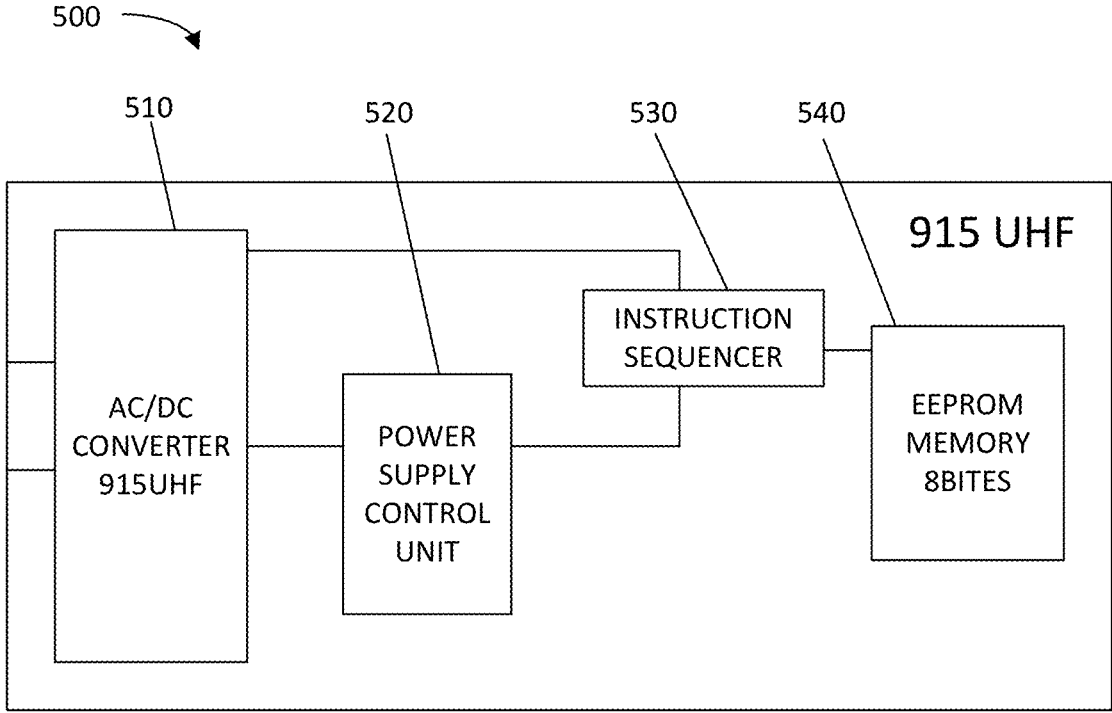 500
510
520
530
540
915 UHF
AC/DC
CONVERTER
915UHF
POWER
SUPPLY
CONTROL
UNIT
INSTRUCTION
SEQUENCER
EEPROM
MEMORY
8BITES